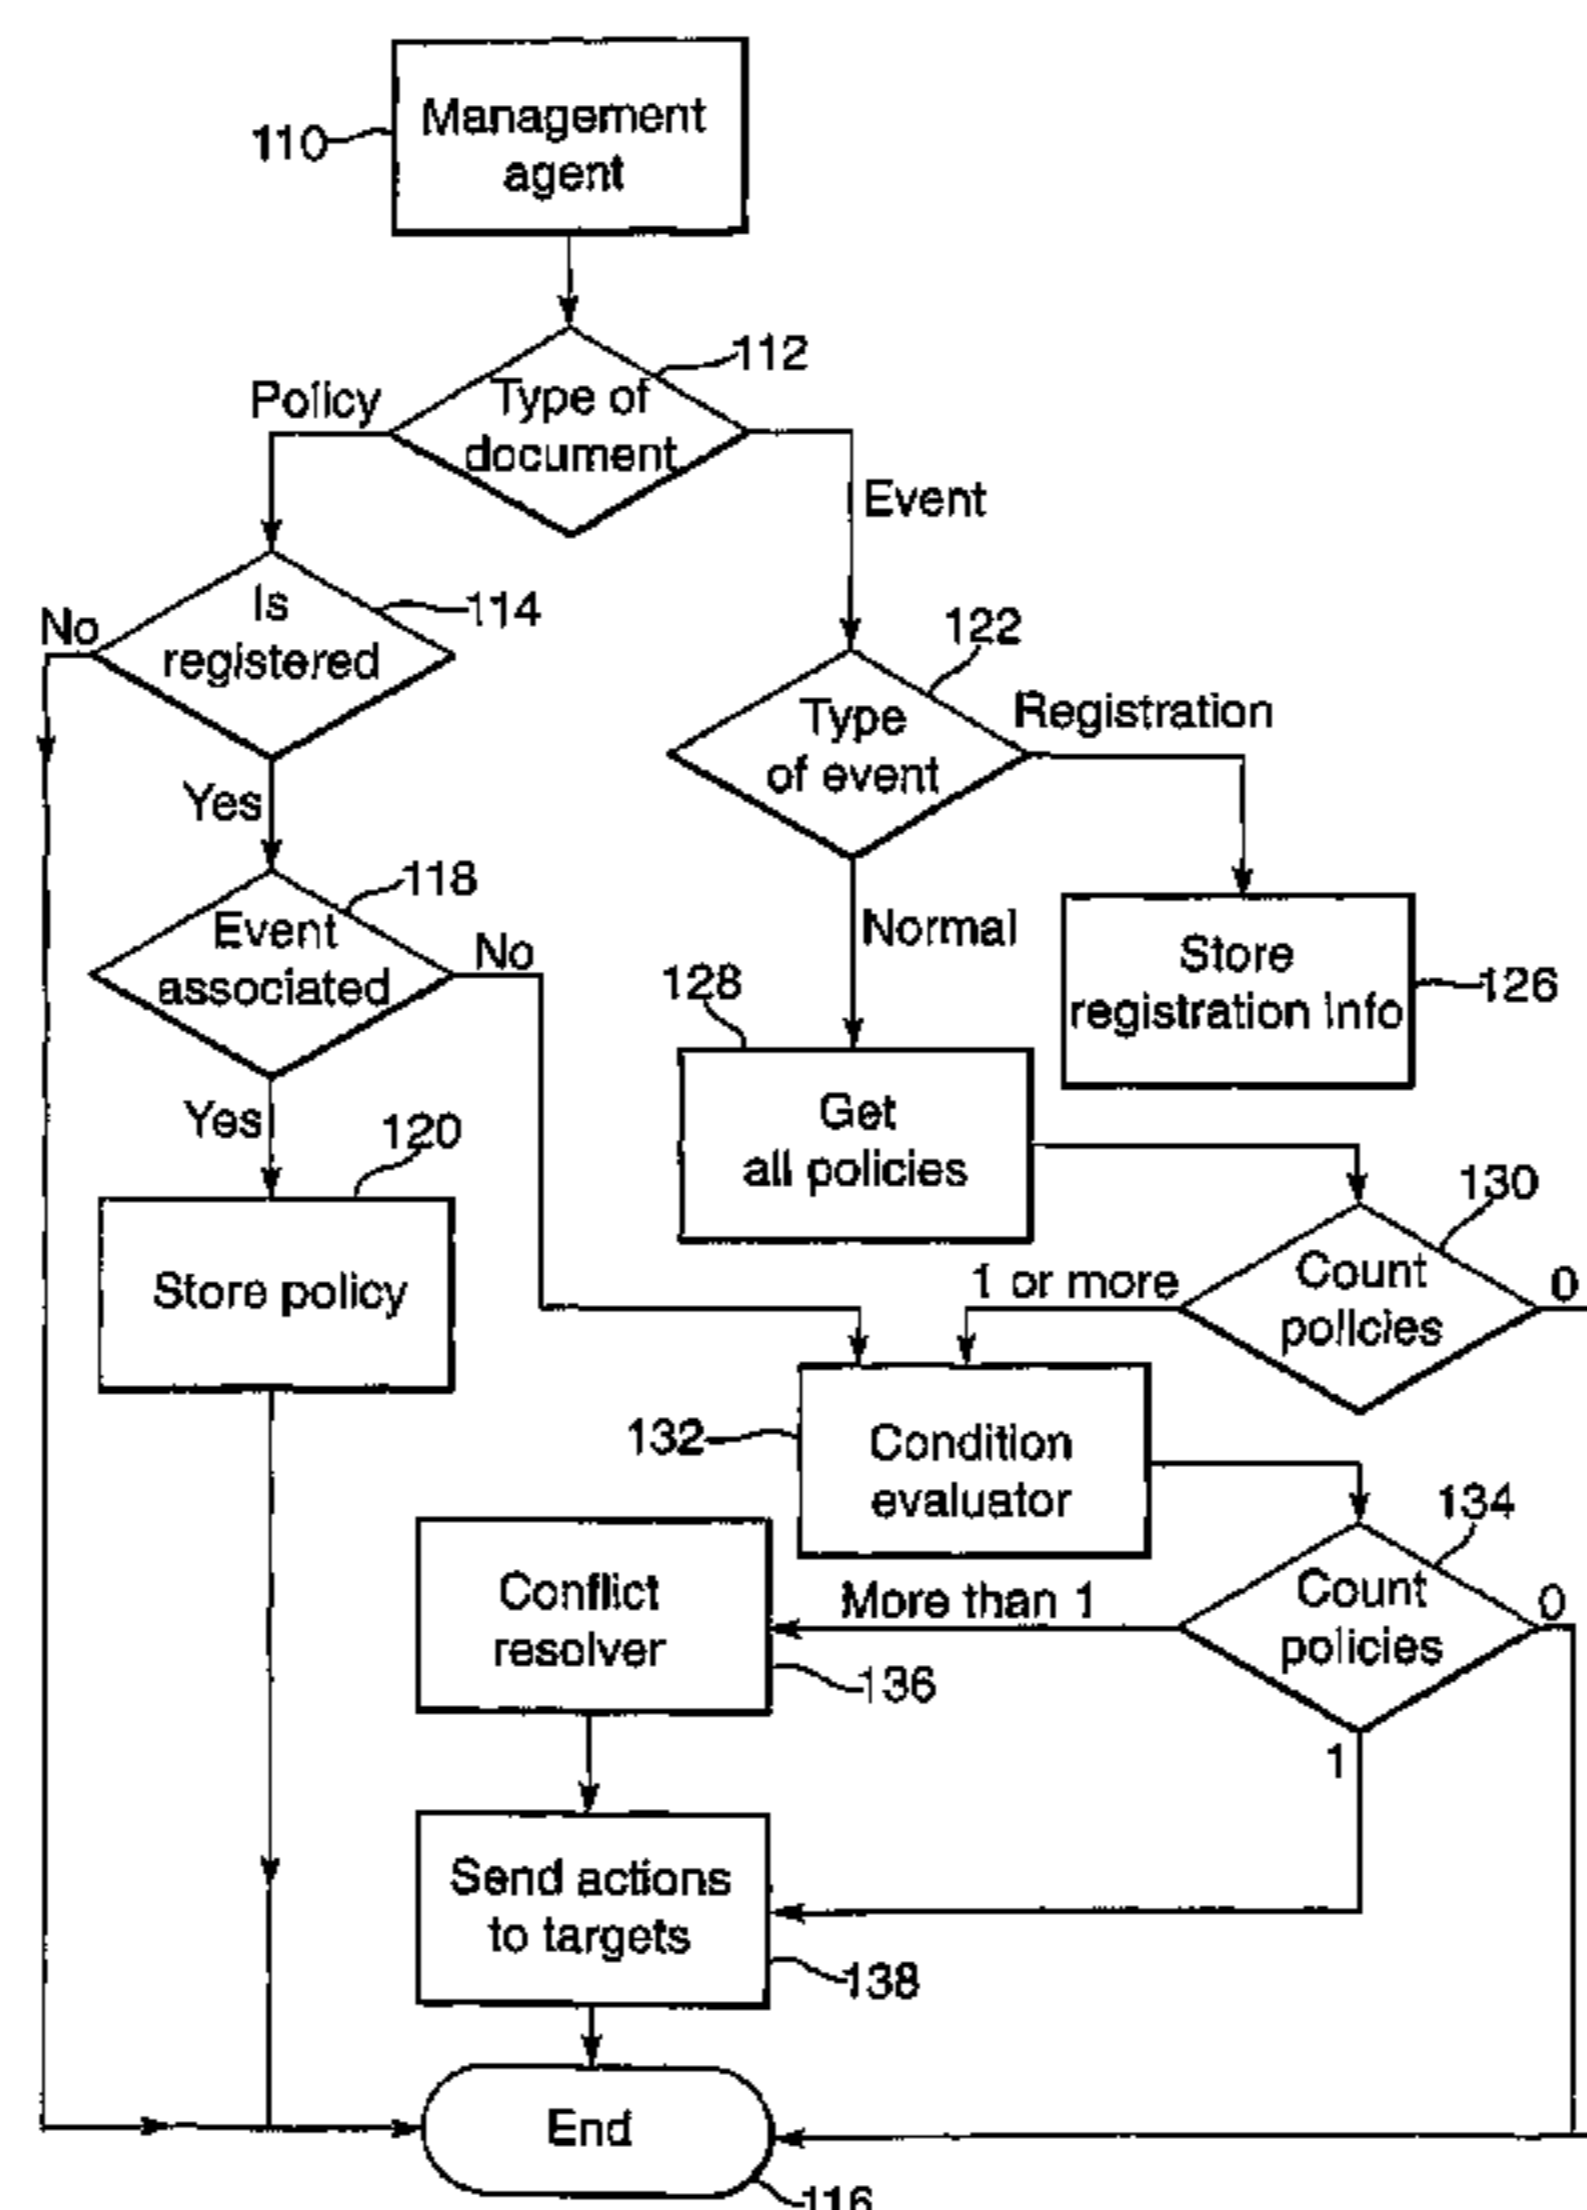 Management
agent
110
112
Type of
document
Policy
Event
Is
registered
114
No
122
Type
of event
Registration
Yes
118
Event
associated
No
Normal
Store
registration info
126
128
Get
all policies
Yes
120
130
Store policy
1 or more
Count
policies
0
132
Condition
evaluator
134
Conflict
resolver
More than 1
Count
policies
0
136
1
Send actions
to targets
138
End
116